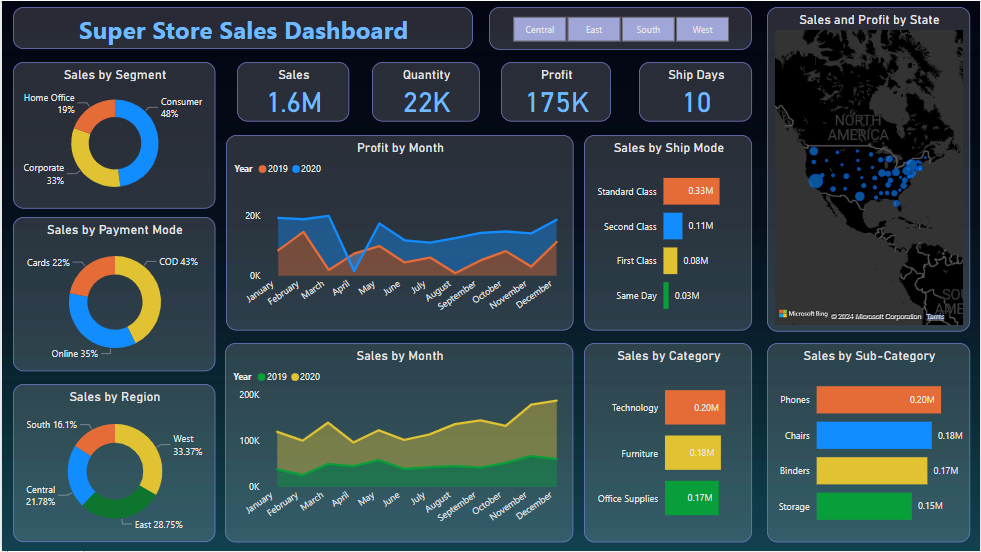 Super Store Sales Dashboard
Central East South West
Sales and Profit by State
NORTH
AMERICA
SOU
AME
Microsoft Bing © 2024 Microsoft Corporation Terms
Sales by Segment
Home Office
19%
Consumer
48%
Corporate
33%
Sales
1.6M
Quantity
22K
Profit
175K
Ship Days
10
Profit by Month
Year 2019 2020
20K
0K
January
February
March
April
May
June
July
August
September
October
November
December
Sales by Ship Mode
Standard Class 0.33M
Second Class 0.11M
First Class 0.08M
Same Day 0.03M
Sales by Payment Mode
Cards 22%
COD 43%
Online 35%
Sales by Region
South 16.1%
West
33.37%
Central
21.78%
East 28.75%
Sales by Month
Year 2019 2020
200K
100K
0K
January
February
March
April
May
June
July
August
September
October
November
December
Sales by Category
Technology 0.20M
Furniture 0.18M
Office Supplies 0.17M
Sales by Sub-Category
Phones 0.20M
Chairs 0.18M
Binders 0.17M
Storage 0.15M